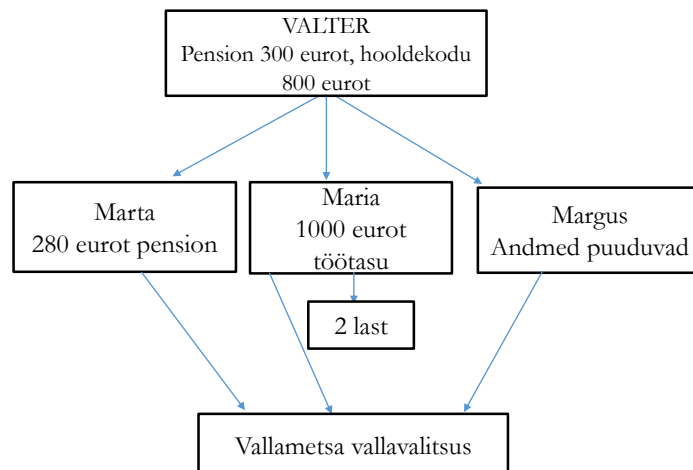 VALTER
Pension 300 eurot, hooldekodu
800 eurot
Marta
280 eurot pension
Maria
1000 eurot
töötasu
Margus
Andmed puuduvad
2 last
Vallametsa vallavalitsus